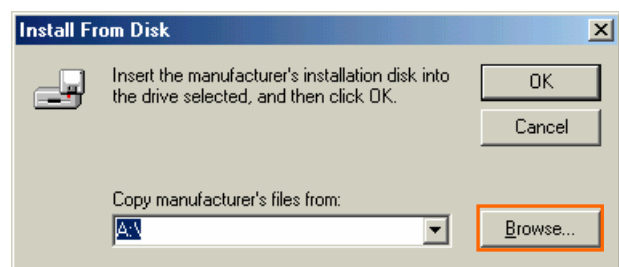 Install From Disk
Insert the manufacturer's installation disk into
the drive selected, and then click OK.
OK
Cancel
Copy manufacturer's files from:
A:\
Browse...